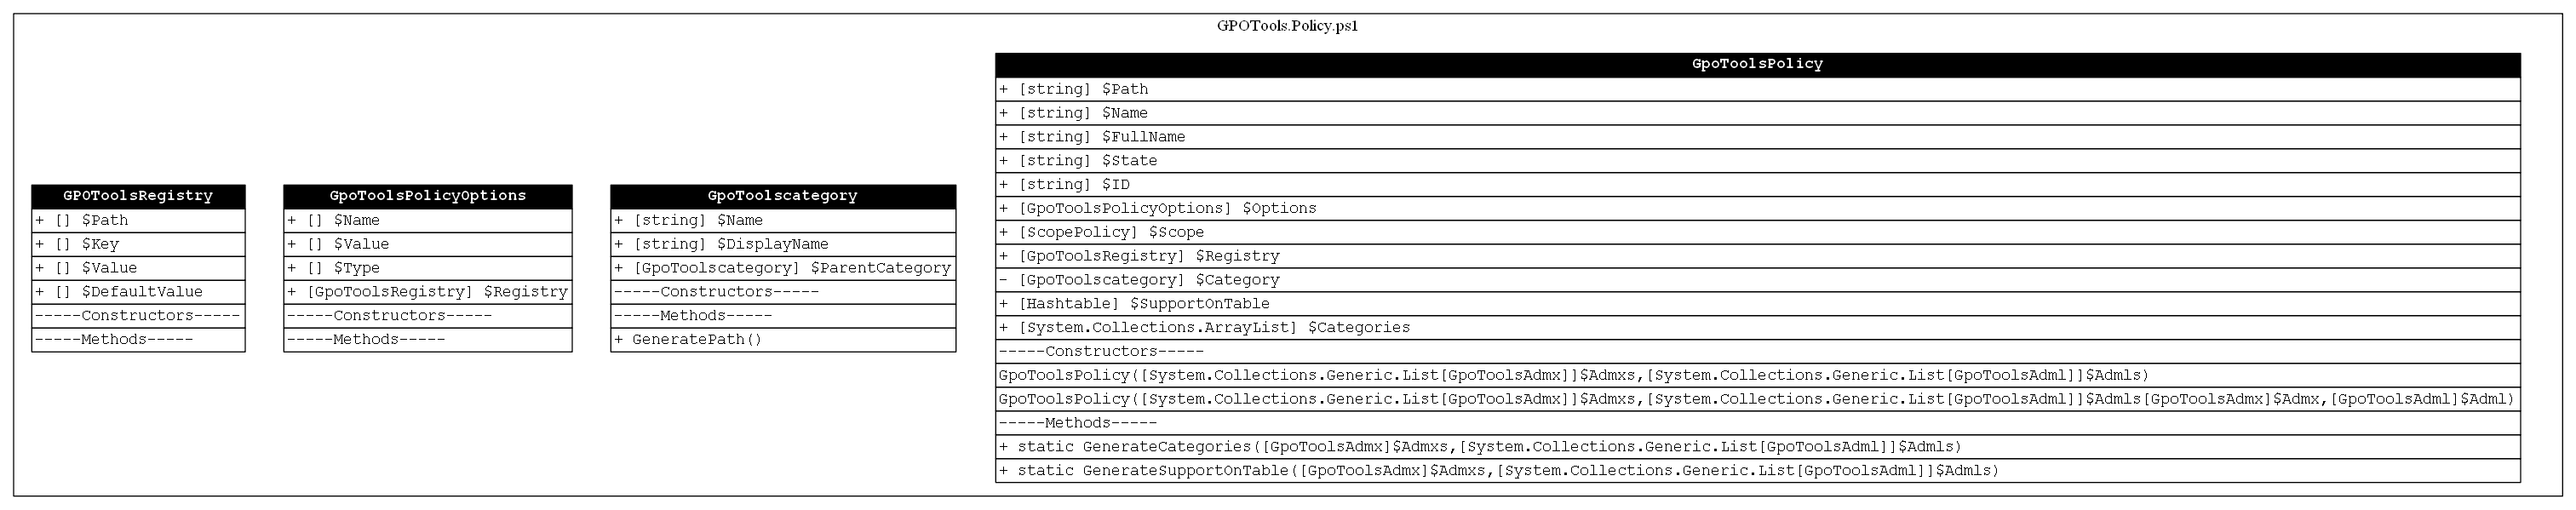 GPOTools.Policy.ps1
GPOToolsRegistry
+ [] $Path
+ [] $Key
+ [] $Value
+ [] $DefaultValue
-----Constructors-----
-----Methods-----
GpoToolsPolicyOptions
+ [] $Name
+ [] $Value
+ [] $Type
+ [GpoToolsRegistry] $Registry
-----Constructors-----
-----Methods-----
GpoToolscategory
+ [string] $Name
+ [string] $DisplayName
+ [GpoToolscategory] $ParentCategory
-----Constructors-----
-----Methods-----
+ GeneratePath()
GpoToolsPolicy
+ [string] $Path
+ [string] $Name
+ [string] $FullName
+ [string] $State
+ [string] $ID
+ [GpoToolsPolicyOptions] $Options
+ [ScopePolicy] $Scope
+ [GpoToolsRegistry] $Registry
- [GpoToolscategory] $Category
+ [Hashtable] $SupportOnTable
+ [System.Collections.ArrayList] $Categories
-----Constructors-----
GpoToolsPolicy([System.Collections.Generic.List[GpoToolsAdmx]]$Admxs,[System.Collections.Generic.List[GpoToolsAdml]]$Admls)
GpoToolsPolicy([System.Collections.Generic.List[GpoToolsAdmx]]$Admxs,[System.Collections.Generic.List[GpoToolsAdml]]$Admls[GpoToolsAdmx]$Admx,[GpoToolsAdml]$Adml)
-----Methods-----
+ static GenerateCategories([GpoToolsAdmx]$Admxs,[System.Collections.Generic.List[GpoToolsAdml]]$Admls)
+ static GenerateSupportOnTable([GpoToolsAdmx]$Admxs,[System.Collections.Generic.List[GpoToolsAdml]]$Admls)